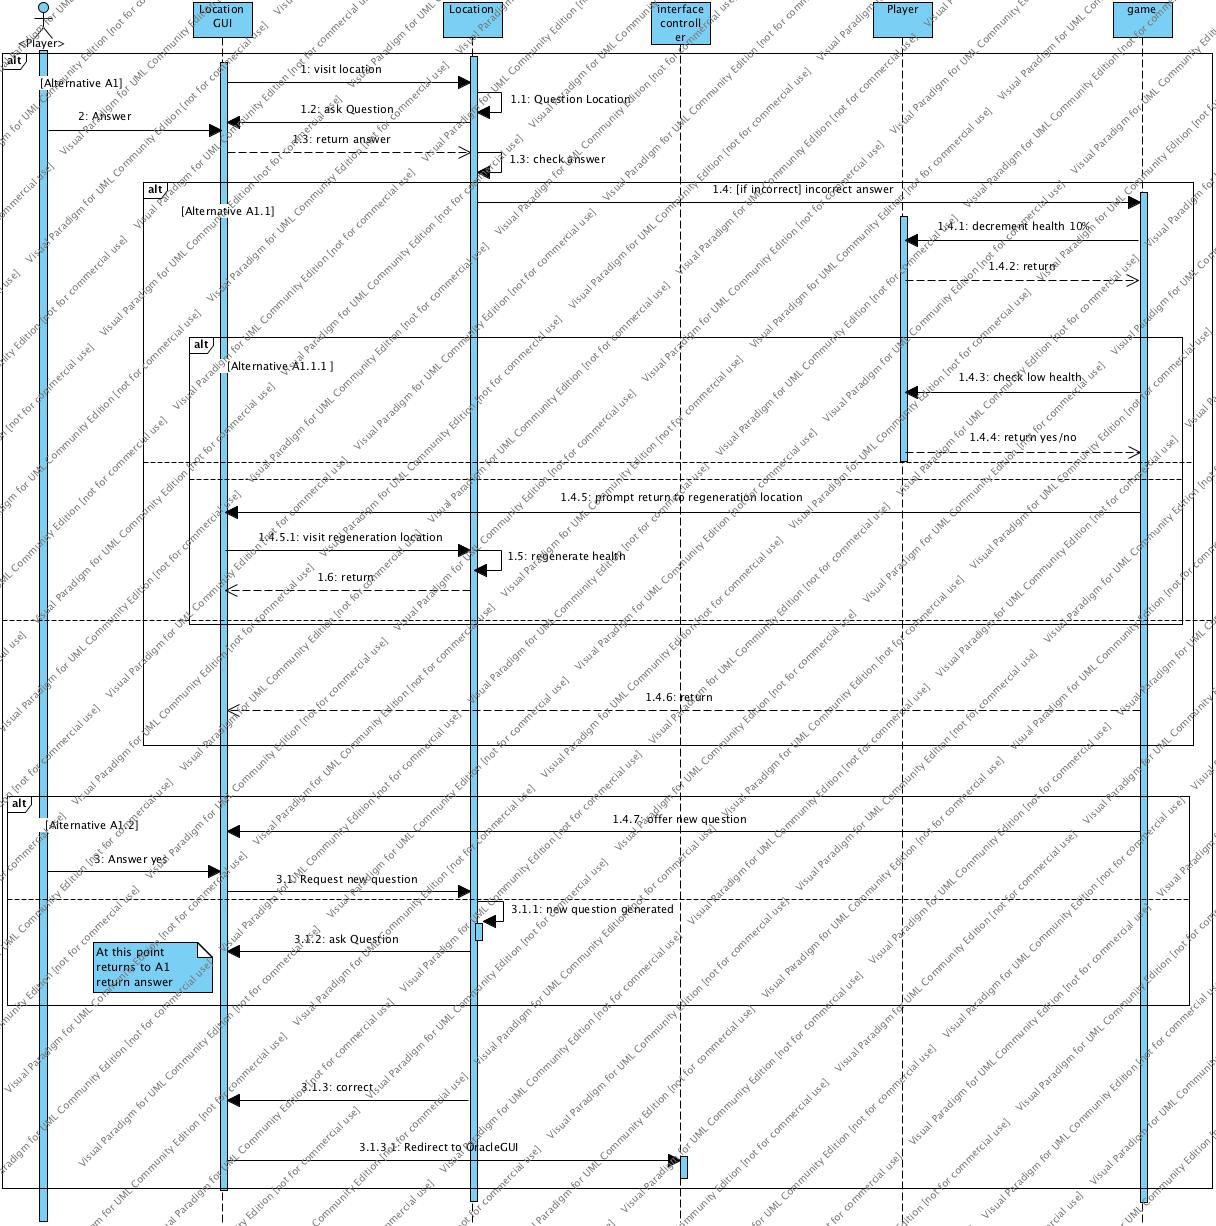 Location
GUI
Location
interface
controll
er
Player
game
<Player>
alt
[Alternative A1]
1: visit location
1.1: Question Location
1.2: ask Question
2: Answer
1.3: return answer
1.3: check answer
alt
1.4: [if incorrect] incorrect answer
[Alternative A1.1]
1.4.1: decrement health 10%
1.4.2: return
alt
[Alternative A1.1.1 ]
1.4.3: check low health
1.4.4: return yes/no
1.4.5: prompt return to regeneration location
1.4.5.1: visit regeneration location
1.5: regenerate health
1.6: return
1.4.6: return
alt
[Alternative A1.2]
1.4.7: offer new question
3: Answer yes
3.1: Request new question
3.1.1: new question generated
3.1.2: ask Question
At this point
returns to A1
return answer
3.1.3: correct
3.1.3.1: Redirect to OracleGUI
Visual Paradigm for UML Community Edition [not for commercial use]